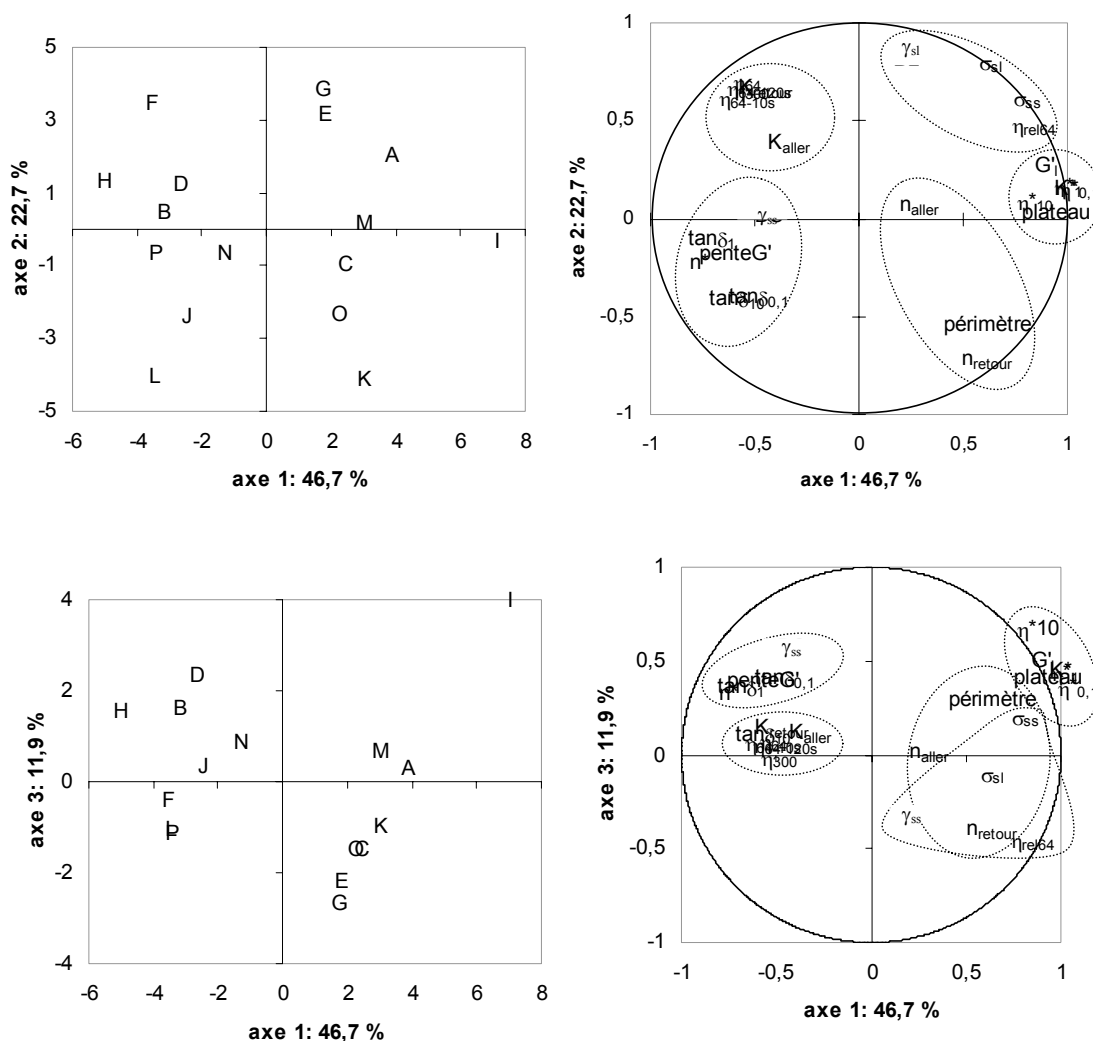 5
3
1
-1
-3
-5
-6 -4 -2 0 2 4 6 8
axe 1: 46,7 %
axe 2: 22,7 %
G
F
E
A
H
D
B
M
I
P
N
C
J
O
L
K
1
0,5
0
-0,5
-1
-1 -0,5 0 0,5 1
axe 1: 46,7 %
axe 2: 22,7 %
γsl
σsl
σss
ηrel64
η64-10s
Kaller
G'
η*10
plateau
naller
γss
tanδ1
penteG'
n*
périmètre
nretour
4
2
0
-2
-4
-6 -4 -2 0 2 4 6 8
axe 1: 46,7 %
axe 3: 11,9 %
I
D
H
B
N
M
J
A
F
L
P
K
O
C
E
G
1
0,5
0
-0,5
-1
-1 -0,5 0 0,5 1
axe 1: 46,7 %
axe 3: 11,9 %
γss
η*10
G'
penteG'
plateau
périmètre
σss
Kaller
naller
η300
σsl
γss
nretour
ηrel64